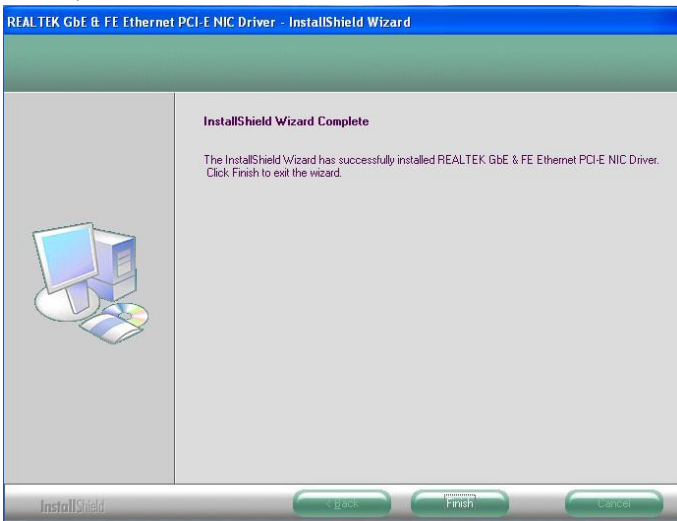 REALTEK GbE & FE Ethernet PCI-E NIC Driver - InstallShield Wizard
InstallShield Wizard Complete
The InstallShield Wizard has successfully installed REALTEK GbE & FE Ethernet PCI-E NIC Driver.
Click Finish to exit the wizard.
InstallShield
< Back
Finish
Cancel